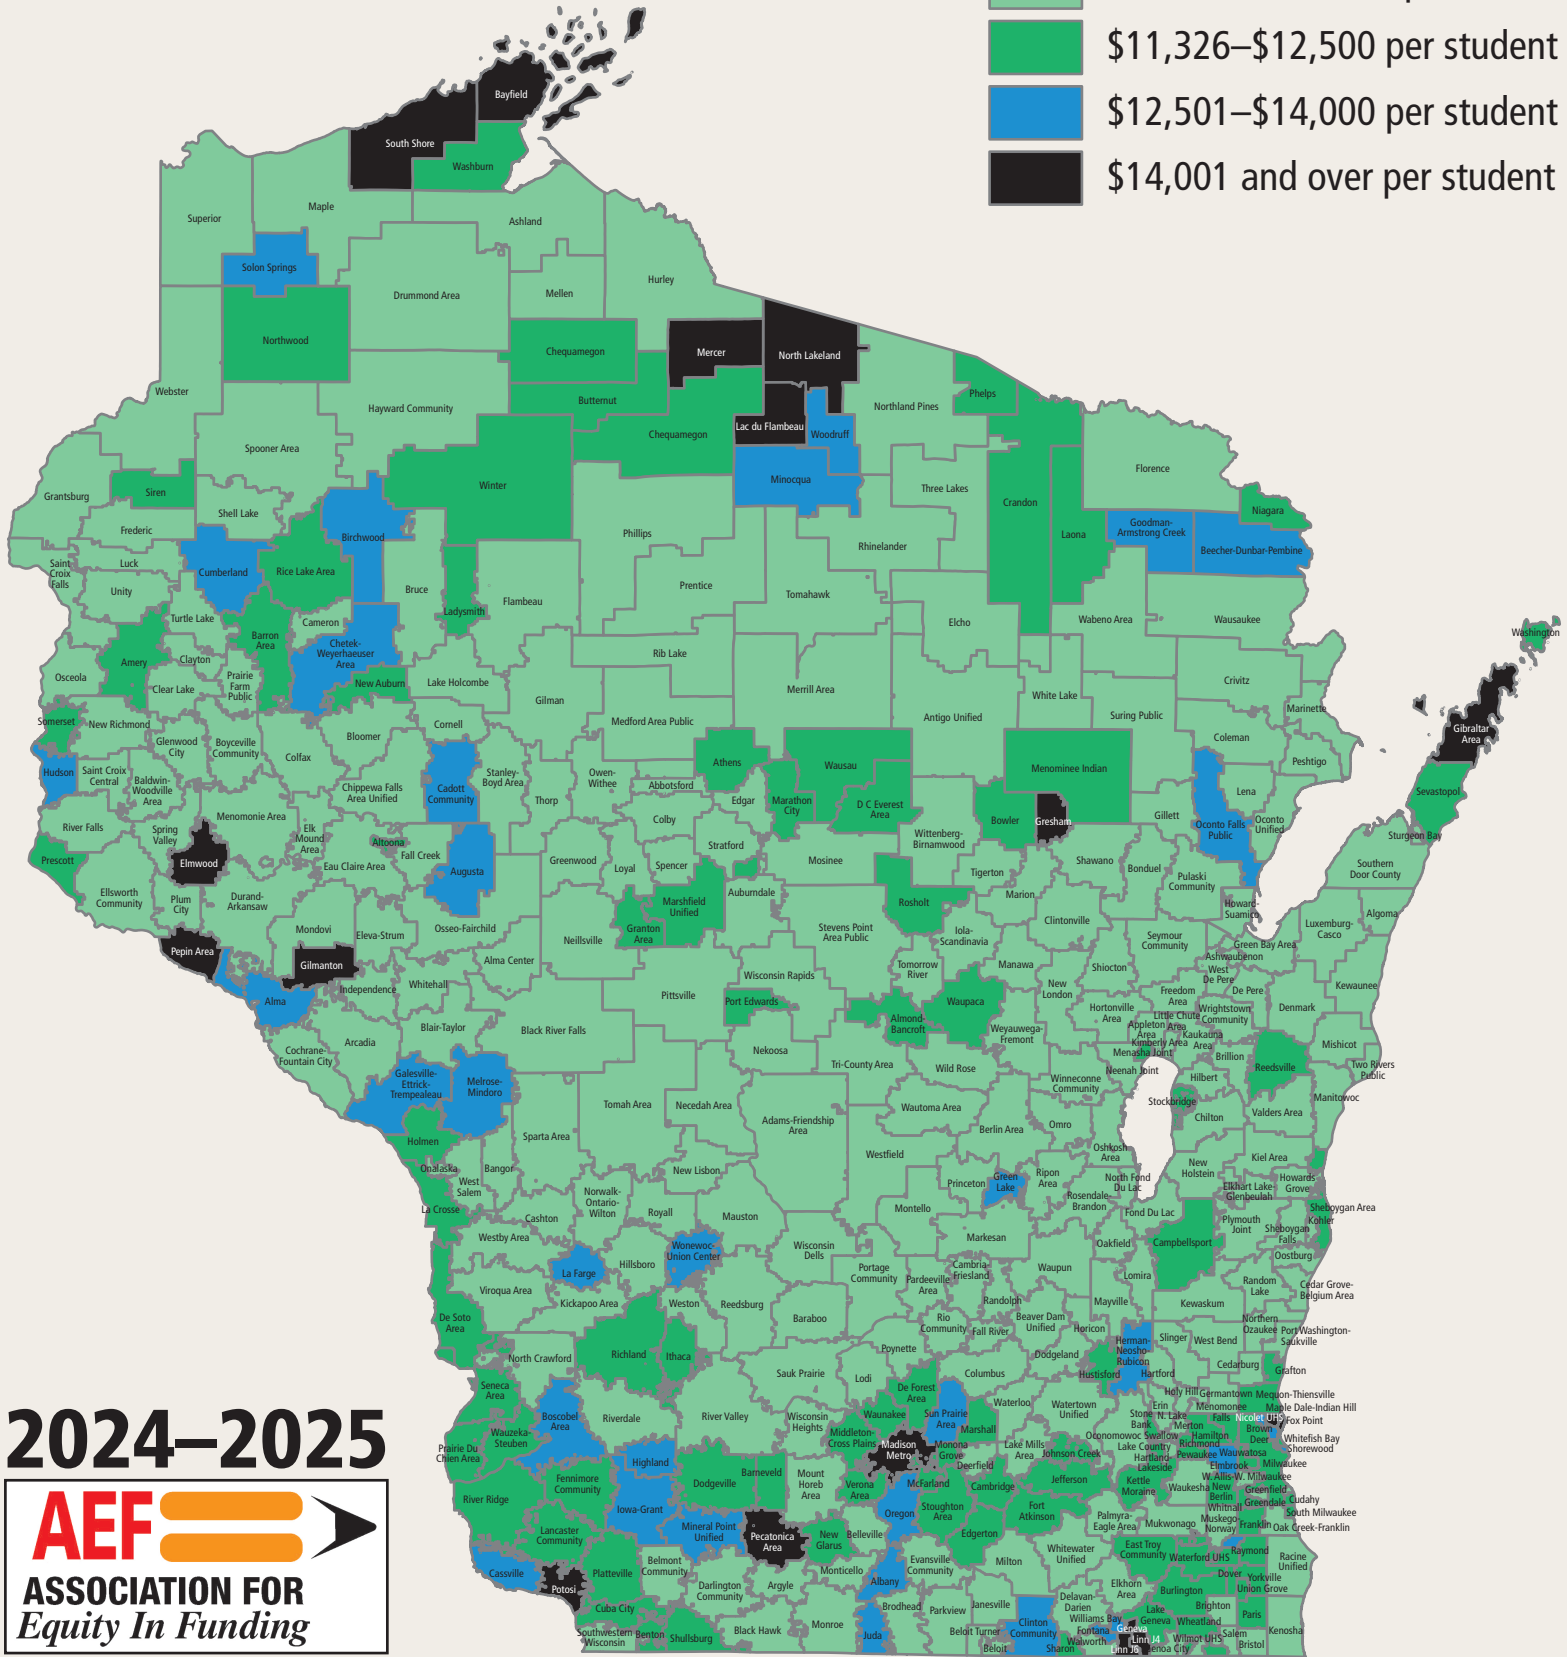 $11,326–$12,500 per student
$12,501–$14,000 per student
$14,001 and over per student
Bayfield
South Shore
Washburn
Superior
Maple
Ashland
Solon Springs
Drummond Area
Mellen
Hurley
Northwood
Chequamegon
Mercer
North Lakeland
Webster
Hayward Community
Butternut
Northland Pines
Phelps
Lac du Flambeau
Woodruff
Chequamegon
Spooner Area
Florence
Grantsburg
Siren
Winter
Minocqua
Three Lakes
Crandon
Niagara
Shell Lake
Frederic
Birchwood
Phillips
Rhinelander
Laona
Goodman-
Armstrong Creek
Beecher-Dunbar-Pembine
Saint
Croix
Falls
Luck
Cumberland
Rice Lake Area
Unity
Bruce
Flambeau
Prentice
Tomahawk
Ladysmith
Turtle Lake
Cameron
Elcho
Wabeno Area
Wausaukee
Washington
Barron
Area
Chetek-
Weyerhaeuser
Area
Amery
Clayton
Rib Lake
Osceola
Clear Lake
Prairie
Farm
Public
New Auburn
Lake Holcombe
Merrill Area
White Lake
Crivitz
Gilman
Somerset
New Richmond
Cornell
Medford Area Public
Antigo Unified
Suring Public
Marinette
Glenwood
City
Boyceville
Community
Bloomer
Colfax
Coleman
Gibraltar
Area
Hudson
Saint Croix
Central
Baldwin-
Woodville
Area
Stanley-
Boyd Area
Owen-
Withee
Athens
Wausau
Menominee Indian
Peshtigo
Chippewa Falls
Area Unified
Cadott
Community
Thorp
Abbotsford
Edgar
Marathon
City
D C Everest
Area
Lena
Sevastopol
River Falls
Spring
Valley
Menomonie Area
Elk
Mound
Area
Altoona
Colby
Bowler
Gresham
Gillett
Oconto Falls
Public
Oconto
Unified
Sturgeon Bay
Prescott
Elmwood
Eau Claire Area
Fall Creek
Augusta
Greenwood
Loyal
Spencer
Stratford
Mosinee
Wittenberg-
Birnamwood
Tigerton
Shawano
Bonduel
Pulaski
Community
Southern
Door County
Ellsworth
Community
Plum
City
Durand-
Arkansaw
Marshfield
Unified
Auburndale
Rosholt
Marion
Howard-
Suamico
Algoma
Mondovi
Eleva-Strum
Osseo-Fairchild
Neillsville
Granton
Area
Stevens Point
Area Public
Iola-
Scandinavia
Clintonville
Seymour
Community
Luxemburg-
Casco
Green Bay Area
Ashwaubenon
Pepin Area
Gilmanton
Alma Center
Wisconsin Rapids
Tomorrow
River
Manawa
Shiocton
West
De Pere
De Pere
Kewaunee
Alma
Independence
Whitehall
Pittsville
Port Edwards
Waupaca
New
London
Freedom
Area
Wrightstown
Community
Denmark
Hortonville
Area
Little Chute
Area
Appleton
Area
Kaukauna
Area
Kimberly Area
Menasha Joint
Blair-Taylor
Black River Falls
Almond-
Bancroft
Weyauwega-
Fremont
Arcadia
Cochrane-
Fountain City
Nekoosa
Tri-County Area
Wild Rose
Winneconne
Community
Neenah Joint
Hilbert
Brillion
Reedsville
Mishicot
Two Rivers
Public
Galesville-
Ettrick-
Trempealeau
Melrose-
Mindoro
Tomah Area
Necedah Area
Adams-Friendship
Area
Wautoma Area
Stockbridge
Chilton
Valders Area
Manitowoc
Holmen
Sparta Area
Berlin Area
Omro
Oshkosh
Area
Westfield
New
Holstein
Kiel Area
Onalaska
Bangor
New Lisbon
Princeton
Green
Lake
Ripon
Area
Rosendale-
Brandon
North Fond
Du Lac
Elkhart Lake
Glenbeulah
Howards
Grove
West
Salem
Norwalk-
Ontario-
Wilton
La Crosse
Cashton
Royall
Mauston
Montello
Fond Du Lac
Plymouth
Joint
Sheboygan Area
Kohler
Sheboygan
Falls
Westby Area
Wonewoc-
Union Center
Wisconsin
Dells
Markesan
Oakfield
Campbellsport
Oostburg
La Farge
Hillsboro
Portage
Community
Pardeeville
Area
Cambria-
Friesland
Waupun
Lomira
Random
Lake
Cedar Grove-
Belgium Area
Viroqua Area
Kickapoo Area
Weston
Reedsburg
Baraboo
Randolph
Mayville
Kewaskum
De Soto
Area
Rio
Community
Fall River
Beaver Dam
Unified
Horicon
Northern
Ozaukee
Port Washington-
Saukville
North Crawford
Richland
Ithaca
Poynette
Dodgeland
Herman-
Neosho-
Rubicon
Slinger
West Bend
Sauk Prairie
Lodi
Columbus
Hustisford
Hartford
Cedarburg
Grafton
Seneca
Area
De Forest
Area
Waterloo
Watertown
Unified
Holy Hill
Germantown
Mequon-Thiensville
Erin
Menomonee
Falls
Maple Dale-Indian Hill
Boscobel
Area
Riverdale
River Valley
Wisconsin
Heights
Waunakee
Sun Prairie
Area
Marshall
Stone
Bank
N. Lake
Merton
Nicolet UHS
Fox Point
Wauzeka-
Steuben
Middleton-
Cross Plains
Madison
Metro
Monona
Grove
Oconomowoc
Swallow
Hamilton
Brown
Deer
Whitefish Bay
Shorewood
Prairie Du
Chien Area
Lake Mills
Area
Johnson Creek
Lake Country
Richmond
Hartland-
Lakeside
Pewaukee
Wauwatosa
Highland
Deerfield
Elmbrook
Milwaukee
Fennimore
Community
Dodgeville
Barneveld
Mount
Horeb
Area
Verona
Area
McFarland
Cambridge
Jefferson
Kettle
Moraine
Waukesha
W. Allis-W. Milwaukee
New
Berlin
Greenfield
River Ridge
Iowa-Grant
Oregon
Stoughton
Area
Fort
Atkinson
Whitnall
Greendale
Cudahy
South Milwaukee
Palmyra-
Eagle Area
Mukwonago
Muskego-
Norway
Franklin
Oak Creek-Franklin
Lancaster
Community
Mineral Point
Unified
Pecatonica
Area
New
Glarus
Belleville
Edgerton
East Troy
Community
Waterford UHS
Raymond
Racine
Unified
Cassville
Potosi
Platteville
Belmont
Community
Monticello
Evansville
Community
Milton
Whitewater
Unified
Dover
Yorkville
Union Grove
Darlington
Community
Argyle
Albany
Elkhorn
Area
Burlington
Cuba City
Brodhead
Parkview
Janesville
Delavan-
Darien
Lake
Geneva
Brighton
Paris
Wheatland
Williams Bay
Southwestern
Wisconsin
Benton
Shullsburg
Black Hawk
Monroe
Juda
Beloit Turner
Clinton
Community
Fontana
Geneva
Linn J4
Walworth
Wilmot UHS
Salem
Kenosha
Beloit
Sharon
Linn J6
Genoa City
Bristol
2024–2025
AEF
ASSOCIATION FOR
Equity In Funding